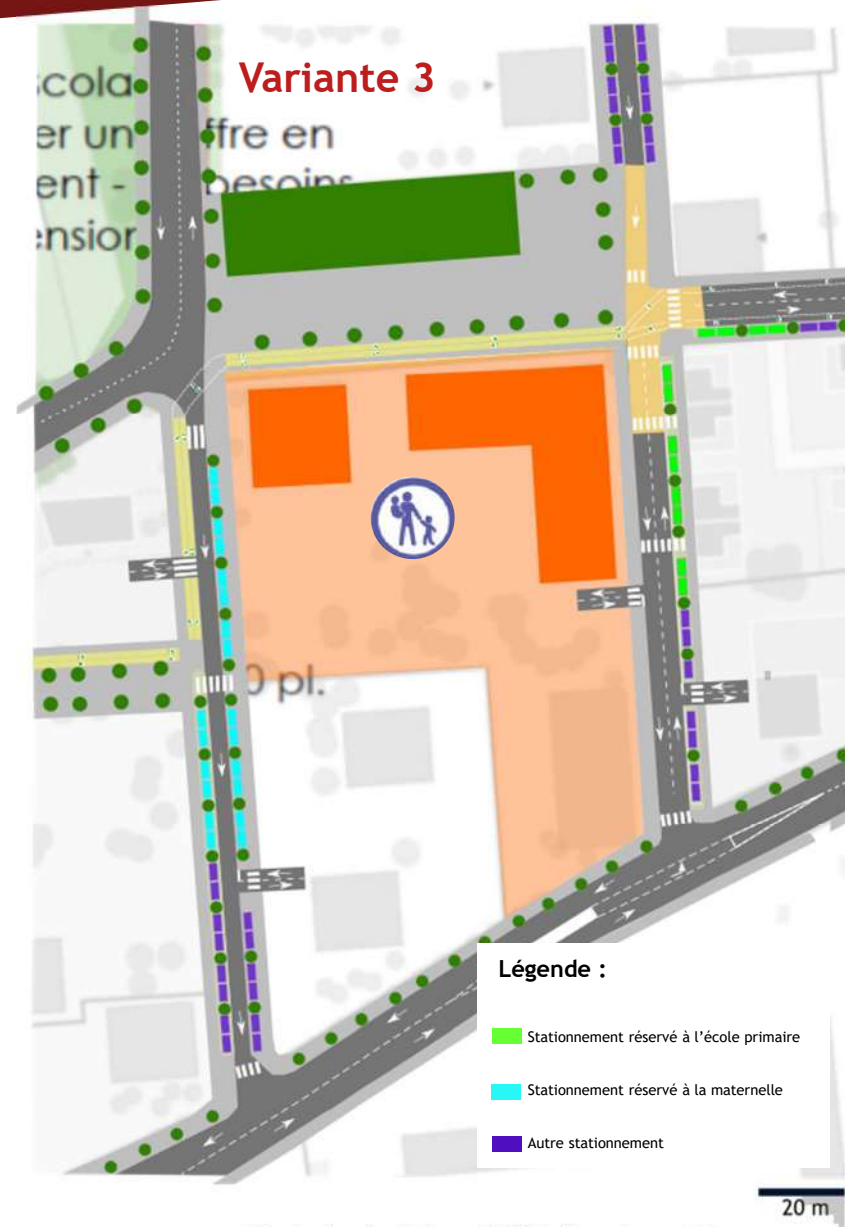 Variante 3
scola
er un ffre en
ent - besoins
ension
0 pl.
Légende :
Stationnement réservé à l'école primaire
Stationnement réservé à la maternelle
Autre stationnement
20 m